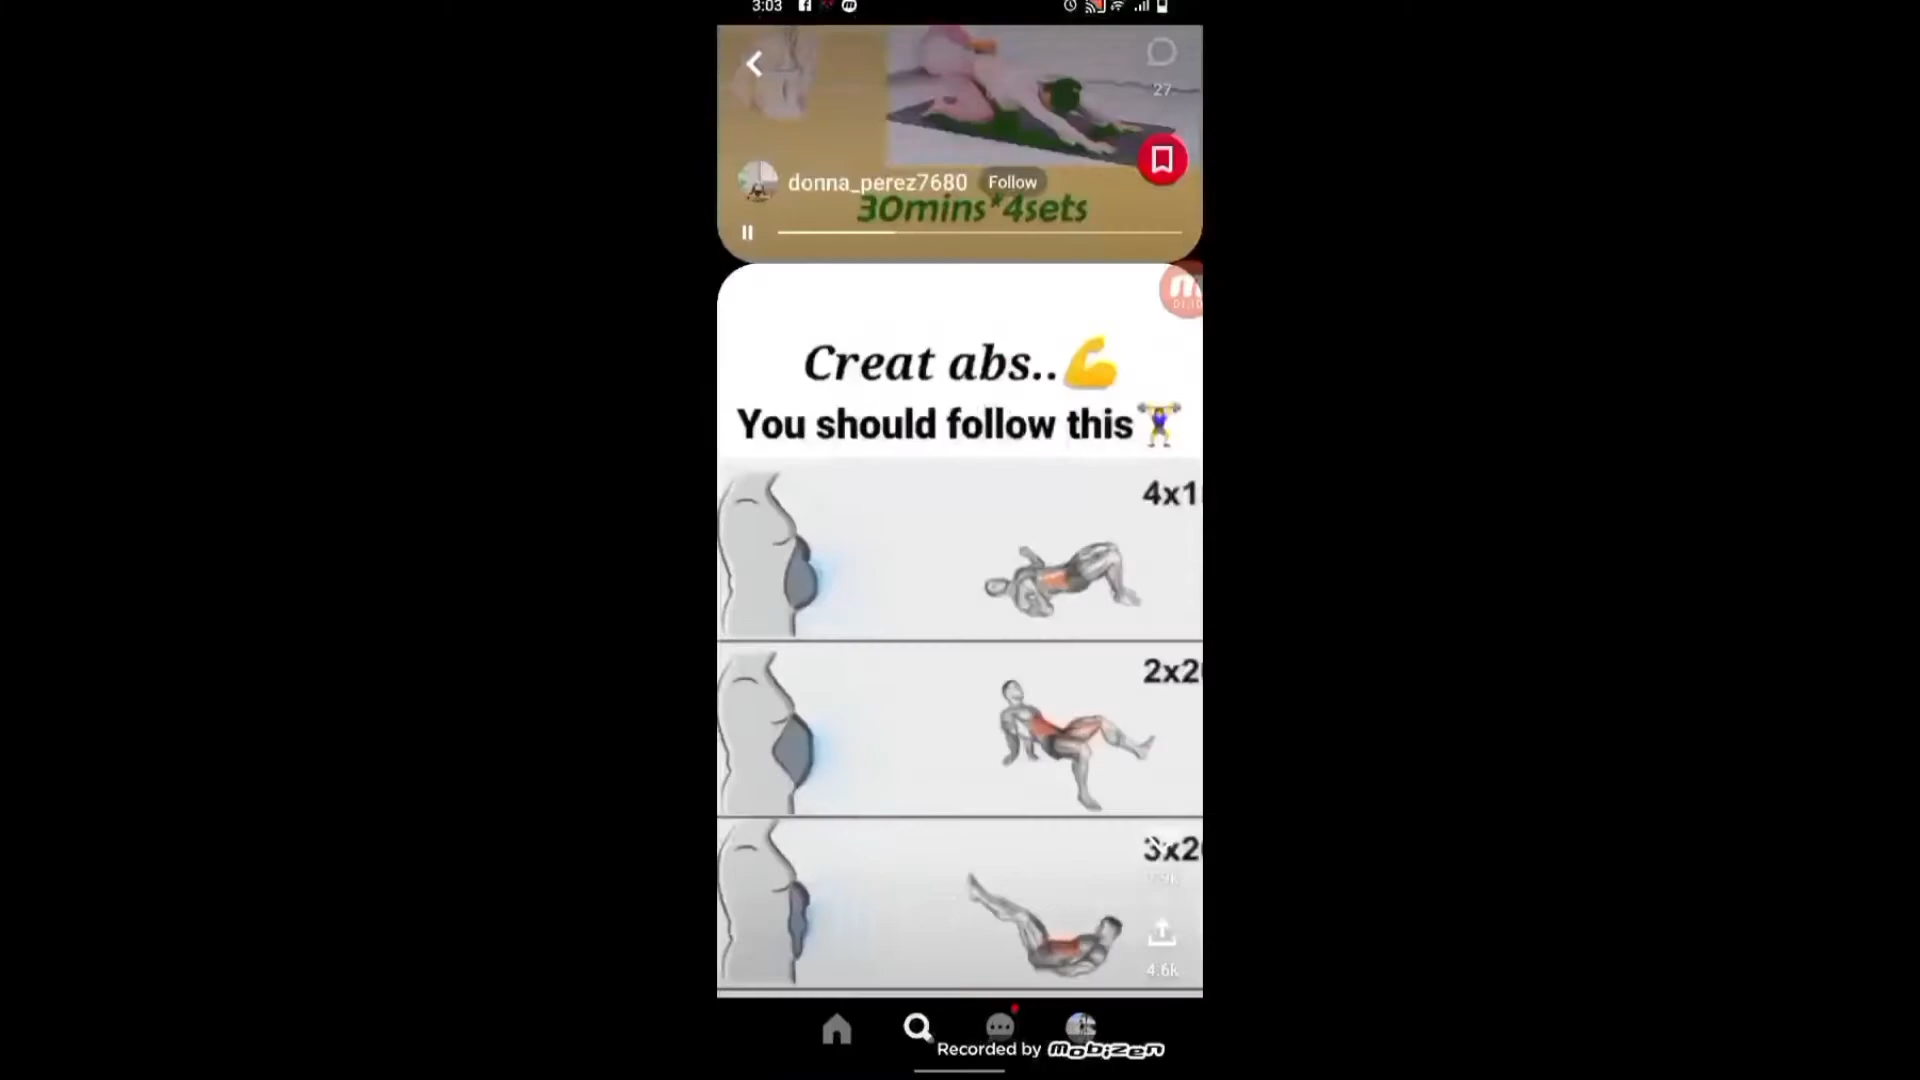 3:03
27
donna_perez7680 Follow
30mins*4sets
Creat abs..💪
You should follow this🏋️‍♀️
4x1
2x2
3x2
4.6k
Recorded by mobizen